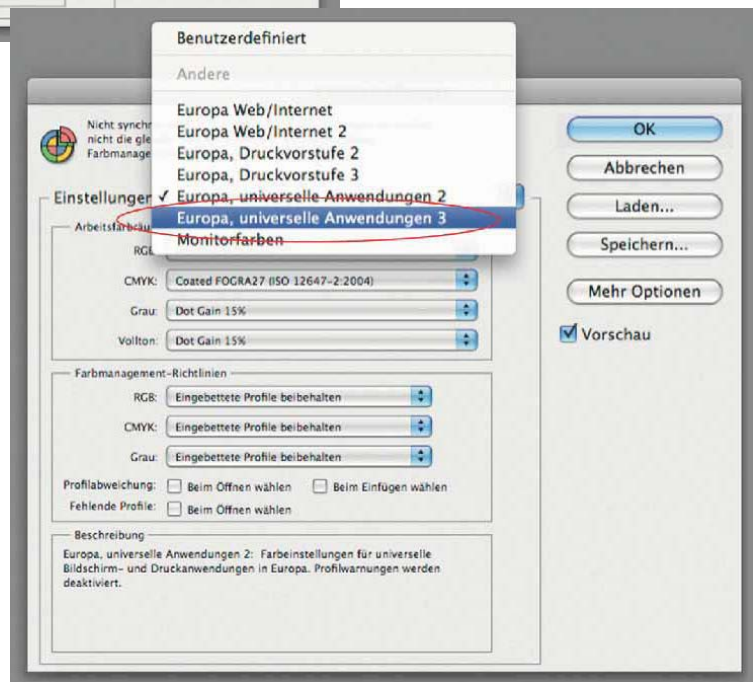 Benutzerdefiniert
Andere
Europa Web/Internet
Europa Web/Internet 2
Europa, Druckvorstufe 2
Europa, Druckvorstufe 3
✓ Europa, universelle Anwendungen 2
Europa, universelle Anwendungen 3
Monitorfarben
Nicht synchr
nicht die gle
Farbmanage
Einstellungen
RGB
CMYK: Coated FOGRA27 (ISO 12647-2:2004)
Grau: Dot Gain 15%
Vollton: Dot Gain 15%
Farbmanagement-Richtlinien
RGB: Eingebettete Profile beibehalten
CMYK: Eingebettete Profile beibehalten
Grau: Eingebettete Profile beibehalten
Profilabweichung: Beim Öffnen wählen Beim Einfügen wählen
Fehlende Profile: Beim Öffnen wählen
Beschreibung
Europa, universelle Anwendungen 2: Farbeinstellungen für universelle
Bildschirm- und Druckanwendungen in Europa. Profilwarnungen werden
deaktiviert.
OK
Abbrechen
Laden...
Speichern...
Mehr Optionen
Vorschau